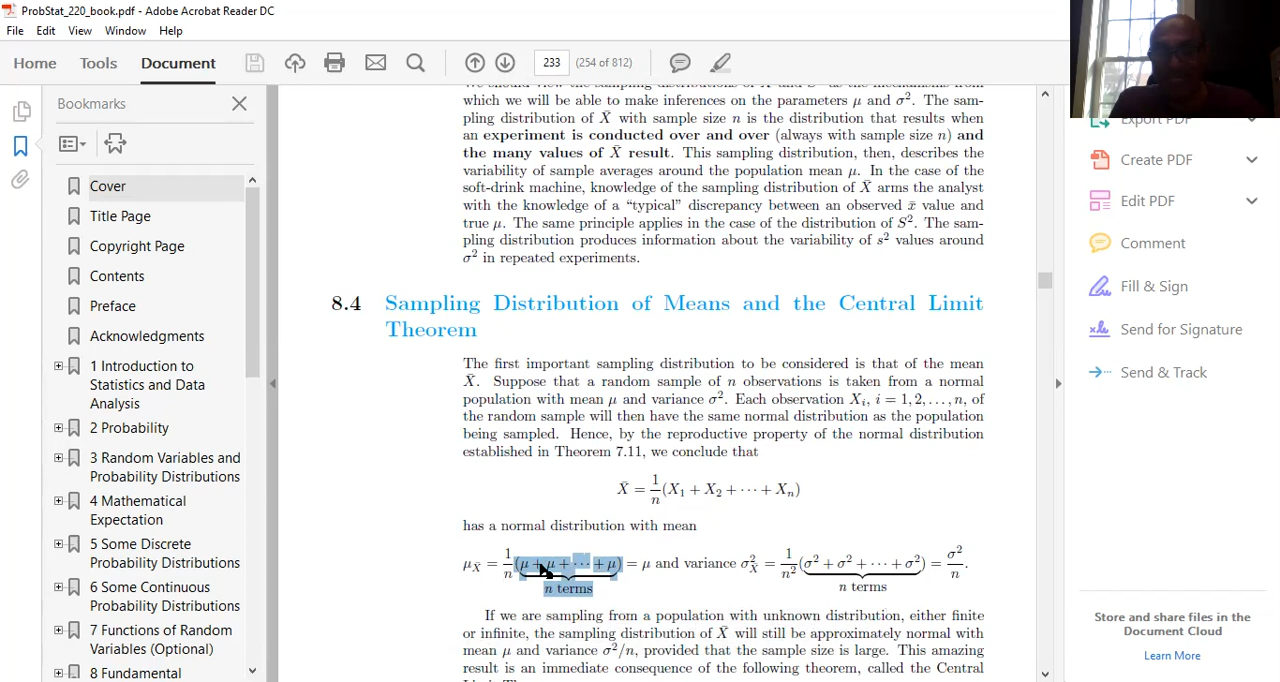 ProbStat_220_book.pdf - Adobe Acrobat Reader DC
File Edit View Window Help
Home Tools Document 233 (254 of 812)
Bookmarks
Cover
Title Page
Copyright Page
Contents
Preface
Acknowledgments
1 Introduction to
Statistics and Data
Analysis
2 Probability
3 Random Variables and
Probability Distributions
4 Mathematical
Expectation
5 Some Discrete
Probability Distributions
6 Some Continuous
Probability Distributions
7 Functions of Random
Variables (Optional)
8 Fundamental
which we will be able to make inferences on the parameters μ and σ². The sam-
pling distribution of X̄ with sample size n is the distribution that results when
an experiment is conducted over and over (always with sample size n) and
the many values of X̄ result. This sampling distribution, then, describes the
variability of sample averages around the population mean μ. In the case of the
soft-drink machine, knowledge of the sampling distribution of X̄ arms the analyst
with the knowledge of a “typical” discrepancy between an observed x̄ value and
true μ. The same principle applies in the case of the distribution of S². The sam-
pling distribution produces information about the variability of s² values around
σ² in repeated experiments.
8.4 Sampling Distribution of Means and the Central Limit
Theorem
The first important sampling distribution to be considered is that of the mean
X̄. Suppose that a random sample of n observations is taken from a normal
population with mean μ and variance σ². Each observation Xᵢ, i = 1, 2, . . . , n, of
the random sample will then have the same normal distribution as the population
being sampled. Hence, by the reproductive property of the normal distribution
established in Theorem 7.11, we conclude that
X̄ = 1/n (X₁ + X₂ + ··· + Xₙ)
has a normal distribution with mean
μ_X̄ = 1/n (μ + μ + ··· + μ) = μ and variance σ²_X̄ = 1/n² (σ² + σ² + ··· + σ²) = σ²/n.
n terms n terms
If we are sampling from a population with unknown distribution, either finite
or infinite, the sampling distribution of X̄ will still be approximately normal with
mean μ and variance σ²/n, provided that the sample size is large. This amazing
result is an immediate consequence of the following theorem, called the Central
Export PDF
Create PDF
Edit PDF
Comment
Fill & Sign
Send for Signature
Send & Track
Store and share files in the
Document Cloud
Learn More